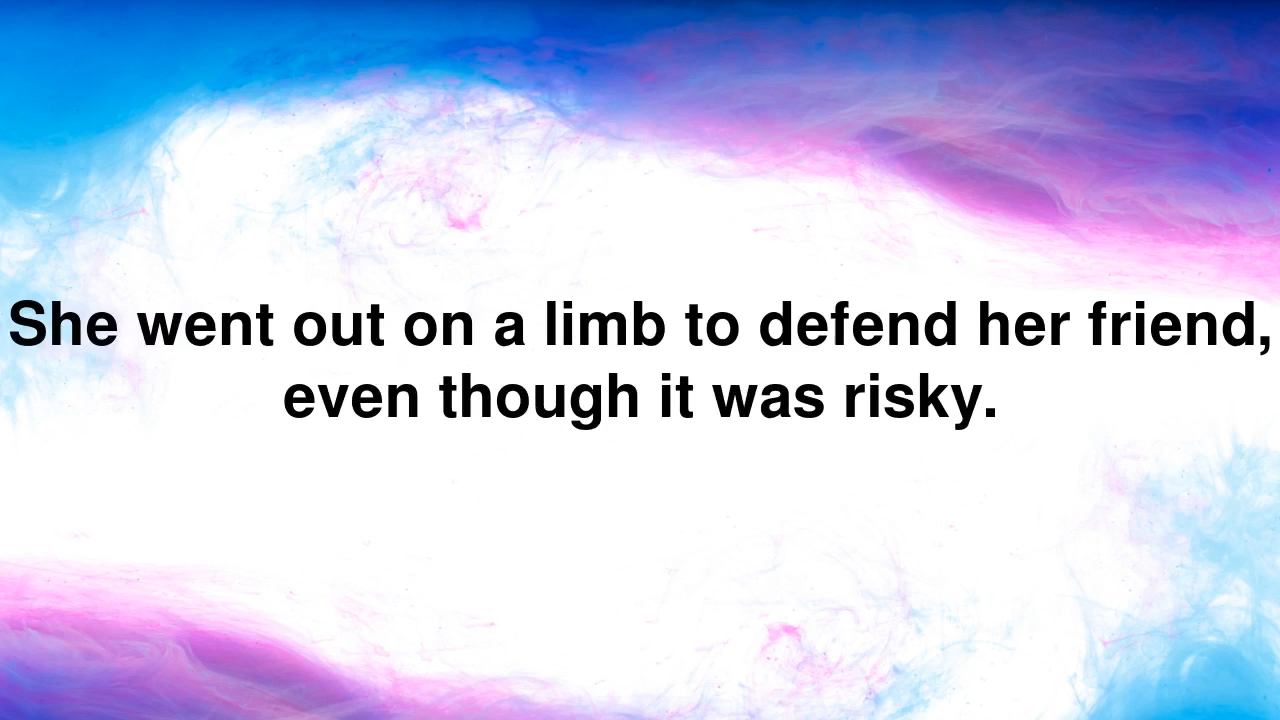 She went out on a limb to defend her friend,
even though it was risky.